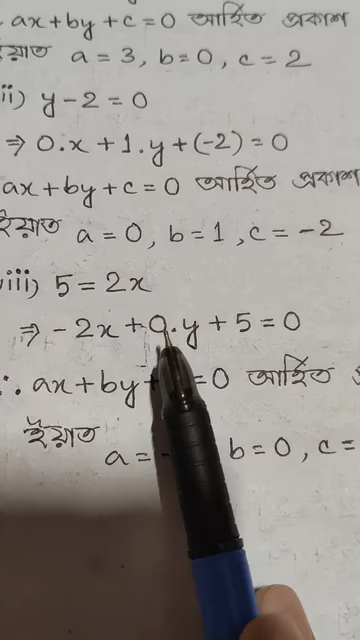 ax+by+c=0 আৰ্হিত প্ৰকাশ
ইয়াত a=3, b=0, c=2
ii) y-2=0
⇒ 0.x+1.y+(-2)=0
ax+by+c=0 আৰ্হিত প্ৰকাশ
ইয়াত a=0, b=1, c=-2
iii) 5=2x
⇒ -2x+0.y+5=0
∴ ax+by+ =0 আৰ্হিত
ইয়াত a=- b=0, c=